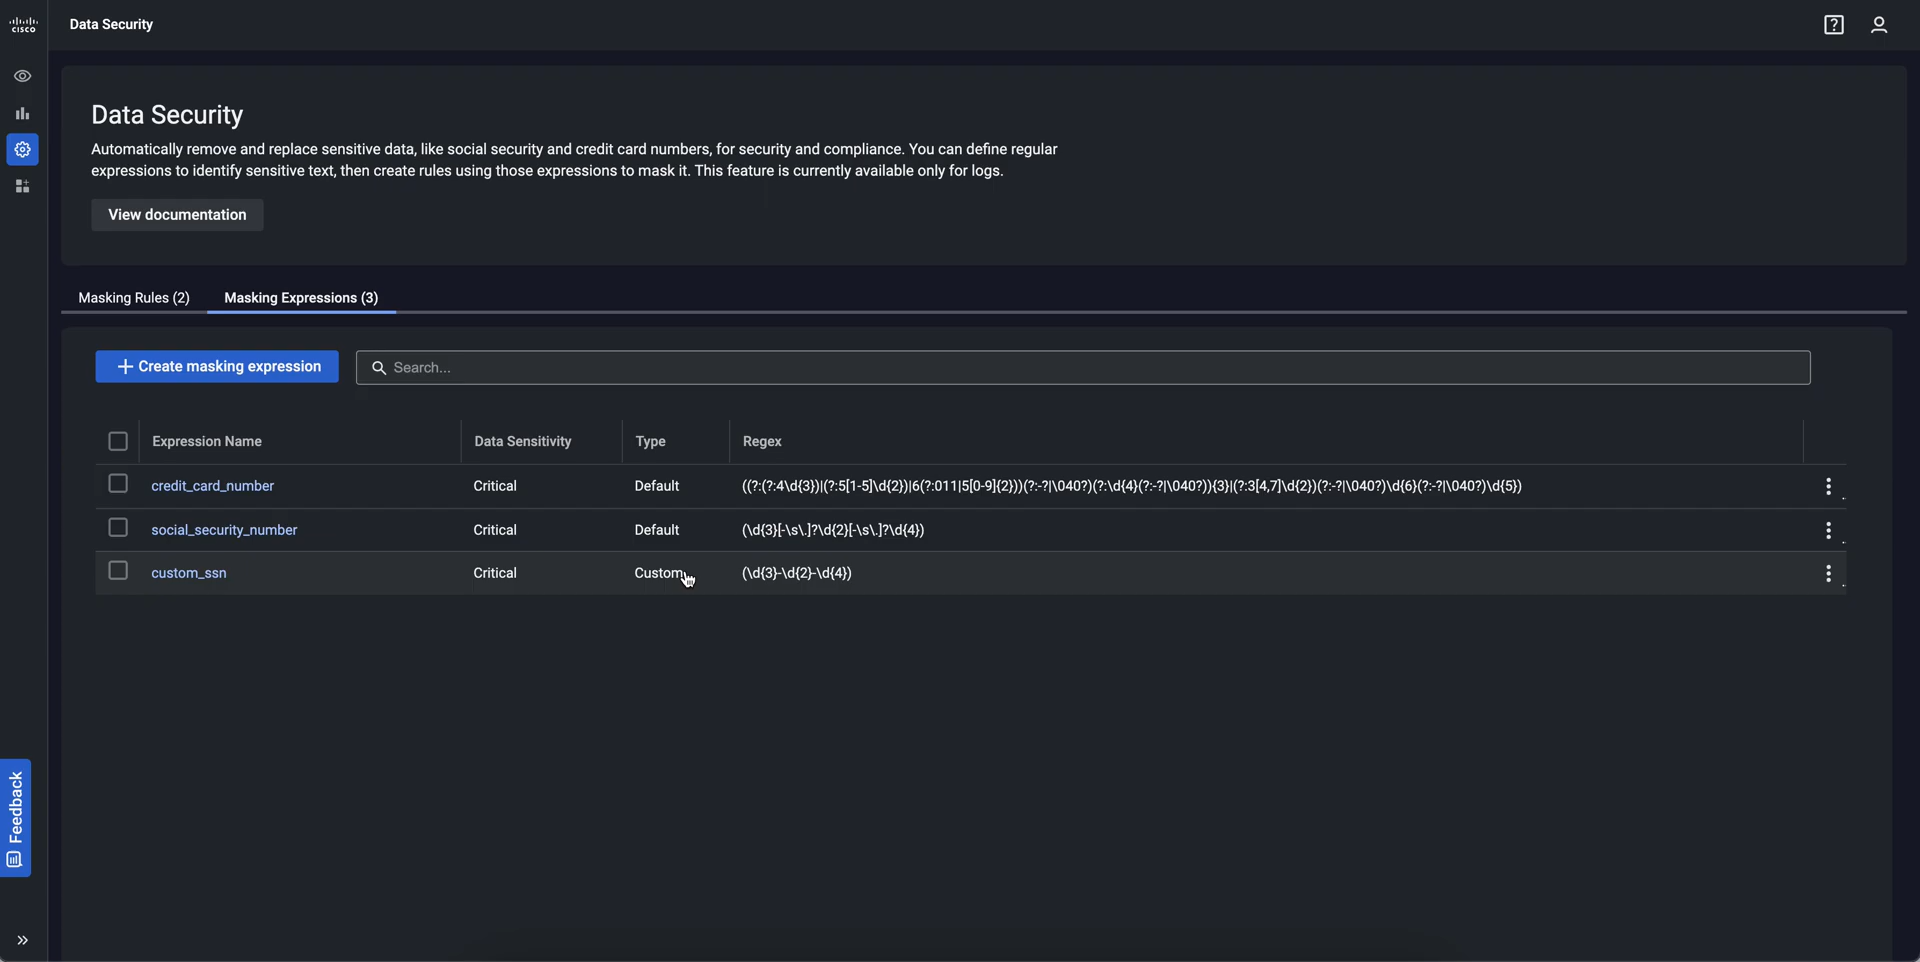 CISCO
Data Security
Data Security
Automatically remove and replace sensitive data, like social security and credit card numbers, for security and compliance. You can define regular
expressions to identify sensitive text, then create rules using those expressions to mask it. This feature is currently available only for logs.
View documentation
Masking Rules (2) Masking Expressions (3)
+ Create masking expression Search...
Expression Name Data Sensitivity Type Regex
credit_card_number Critical Default ((?:(?:4\d{3})|(?:5[1-5]\d{2})|6(?:011|5[0-9]{2}))(?:-?|\040?)(?:\d{4}(?:-?|\040?)){3}|(?:3[4,7]\d{2})(?:-?|\040?)\d{6}(?:-?|\040?)\d{5})
social_security_number Critical Default (\d{3}[-\s\.]?\d{2}[-\s\.]?\d{4})
custom_ssn Critical Custom (\d{3}-\d{2}-\d{4})
Feedback